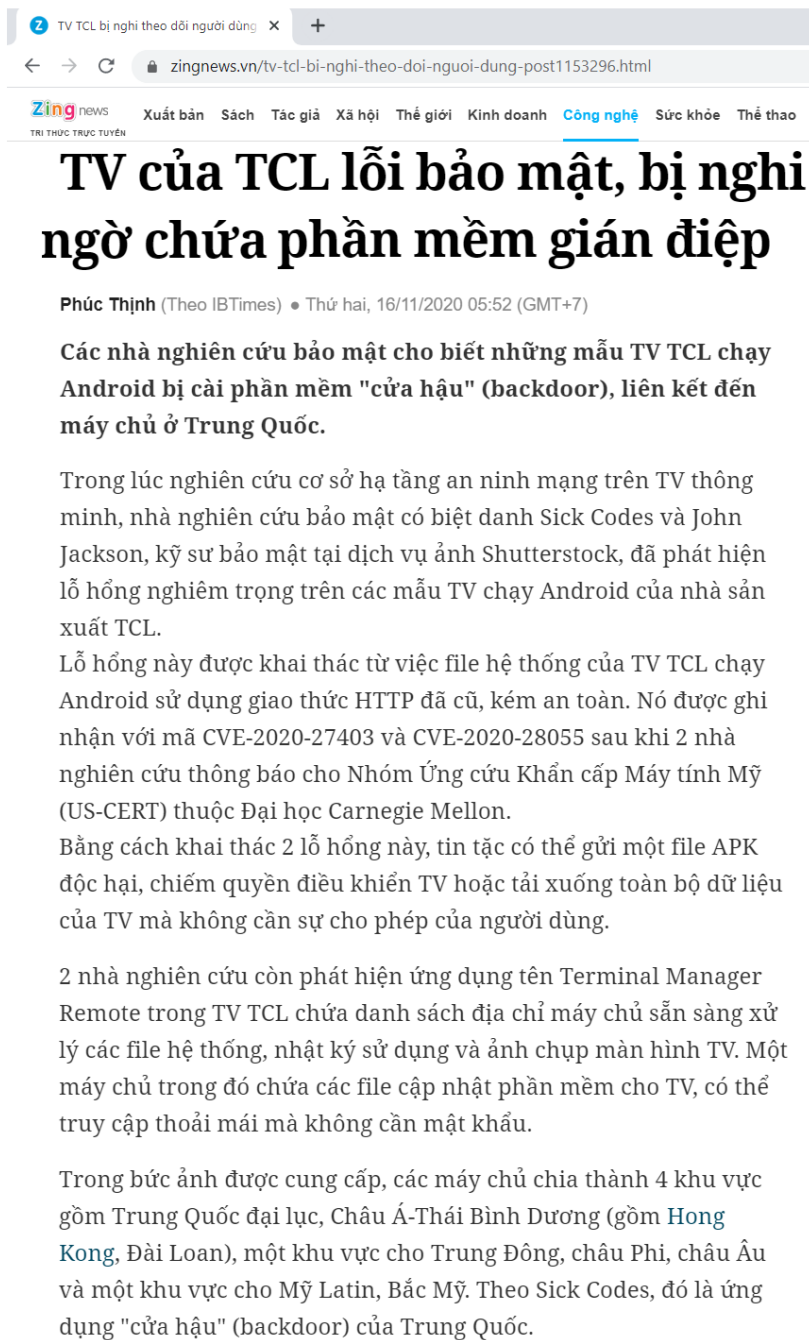 TV TCL bị nghi theo dõi người dùng
zingnews.vn/tv-tcl-bi-nghi-theo-doi-nguoi-dung-post1153296.html
Zing news
TRI THỨC TRỰC TUYẾN
Xuất bản Sách Tác giả Xã hội Thế giới Kinh doanh Công nghệ Sức khỏe Thể thao
TV của TCL lỗi bảo mật, bị nghi
ngờ chứa phần mềm gián điệp
Phúc Thịnh (Theo IBTimes) • Thứ hai, 16/11/2020 05:52 (GMT+7)
Các nhà nghiên cứu bảo mật cho biết những mẫu TV TCL chạy
Android bị cài phần mềm "cửa hậu" (backdoor), liên kết đến
máy chủ ở Trung Quốc.
Trong lúc nghiên cứu cơ sở hạ tầng an ninh mạng trên TV thông
minh, nhà nghiên cứu bảo mật có biệt danh Sick Codes và John
Jackson, kỹ sư bảo mật tại dịch vụ ảnh Shutterstock, đã phát hiện
lỗ hổng nghiêm trọng trên các mẫu TV chạy Android của nhà sản
xuất TCL.
Lỗ hổng này được khai thác từ việc file hệ thống của TV TCL chạy
Android sử dụng giao thức HTTP đã cũ, kém an toàn. Nó được ghi
nhận với mã CVE-2020-27403 và CVE-2020-28055 sau khi 2 nhà
nghiên cứu thông báo cho Nhóm Ứng cứu Khẩn cấp Máy tính Mỹ
(US-CERT) thuộc Đại học Carnegie Mellon.
Bằng cách khai thác 2 lỗ hổng này, tin tặc có thể gửi một file APK
độc hại, chiếm quyền điều khiển TV hoặc tải xuống toàn bộ dữ liệu
của TV mà không cần sự cho phép của người dùng.
2 nhà nghiên cứu còn phát hiện ứng dụng tên Terminal Manager
Remote trong TV TCL chứa danh sách địa chỉ máy chủ sẵn sàng xử
lý các file hệ thống, nhật ký sử dụng và ảnh chụp màn hình TV. Một
máy chủ trong đó chứa các file cập nhật phần mềm cho TV, có thể
truy cập thoải mái mà không cần mật khẩu.
Trong bức ảnh được cung cấp, các máy chủ chia thành 4 khu vực
gồm Trung Quốc đại lục, Châu Á-Thái Bình Dương (gồm Hong
Kong, Đài Loan), một khu vực cho Trung Đông, châu Phi, châu Âu
và một khu vực cho Mỹ Latin, Bắc Mỹ. Theo Sick Codes, đó là ứng
dụng "cửa hậu" (backdoor) của Trung Quốc.